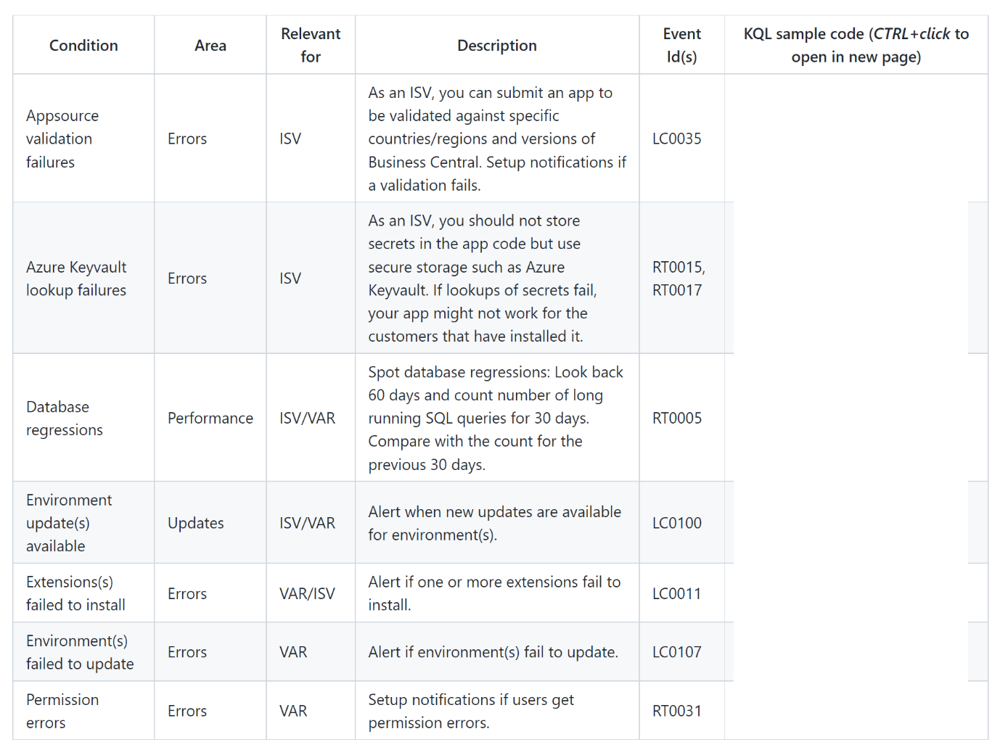 Condition
Area
Relevant
for
Description
Event
Id(s)
KQL sample code (CTRL+click to
open in new page)
Appsource
validation
failures
Errors
ISV
As an ISV, you can submit an app to
be validated against specific
countries/regions and versions of
Business Central. Setup notifications if
a validation fails.
LC0035
Azure Keyvault
lookup failures
Errors
ISV
As an ISV, you should not store
secrets in the app code but use
secure storage such as Azure
Keyvault. If lookups of secrets fail,
your app might not work for the
customers that have installed it.
RT0015,
RT0017
Database
regressions
Performance
ISV/VAR
Spot database regressions: Look back
60 days and count number of long
running SQL queries for 30 days.
Compare with the count for the
previous 30 days.
RT0005
Environment
update(s)
available
Updates
ISV/VAR
Alert when new updates are available
for environment(s).
LC0100
Extensions(s)
failed to install
Errors
VAR/ISV
Alert if one or more extensions fail to
install.
LC0011
Environment(s)
failed to update
Errors
VAR
Alert if environment(s) fail to update.
LC0107
Permission
errors
Errors
VAR
Setup notifications if users get
permission errors.
RT0031